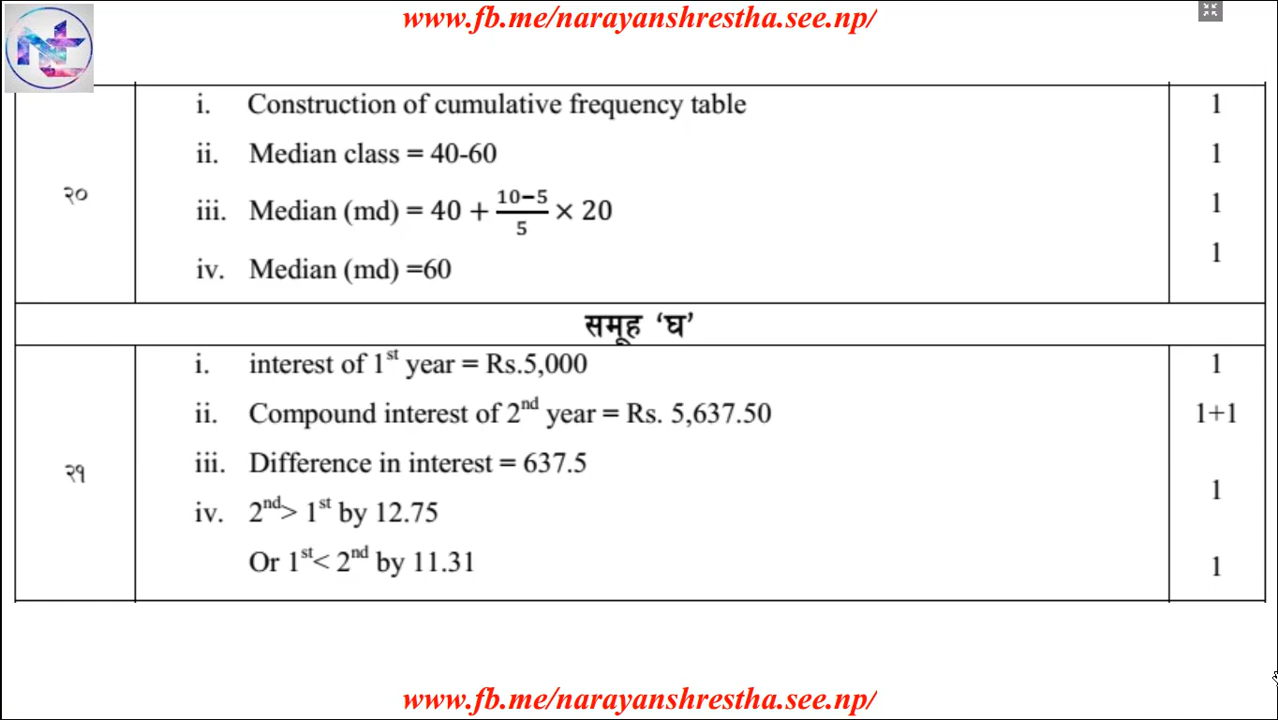 www.fb.me/narayanshrestha.see.np/
i. Construction of cumulative frequency table 1
ii. Median class = 40-60 1
२०
iii. Median (md) = 40 + 10−5/5 × 20 1
iv. Median (md) =60 1
समूह ‘घ’
i. interest of 1st year = Rs.5,000 1
ii. Compound interest of 2nd year = Rs. 5,637.50 1+1
२१
iii. Difference in interest = 637.5 1
iv. 2nd> 1st by 12.75
Or 1st< 2nd by 11.31 1
www.fb.me/narayanshrestha.see.np/